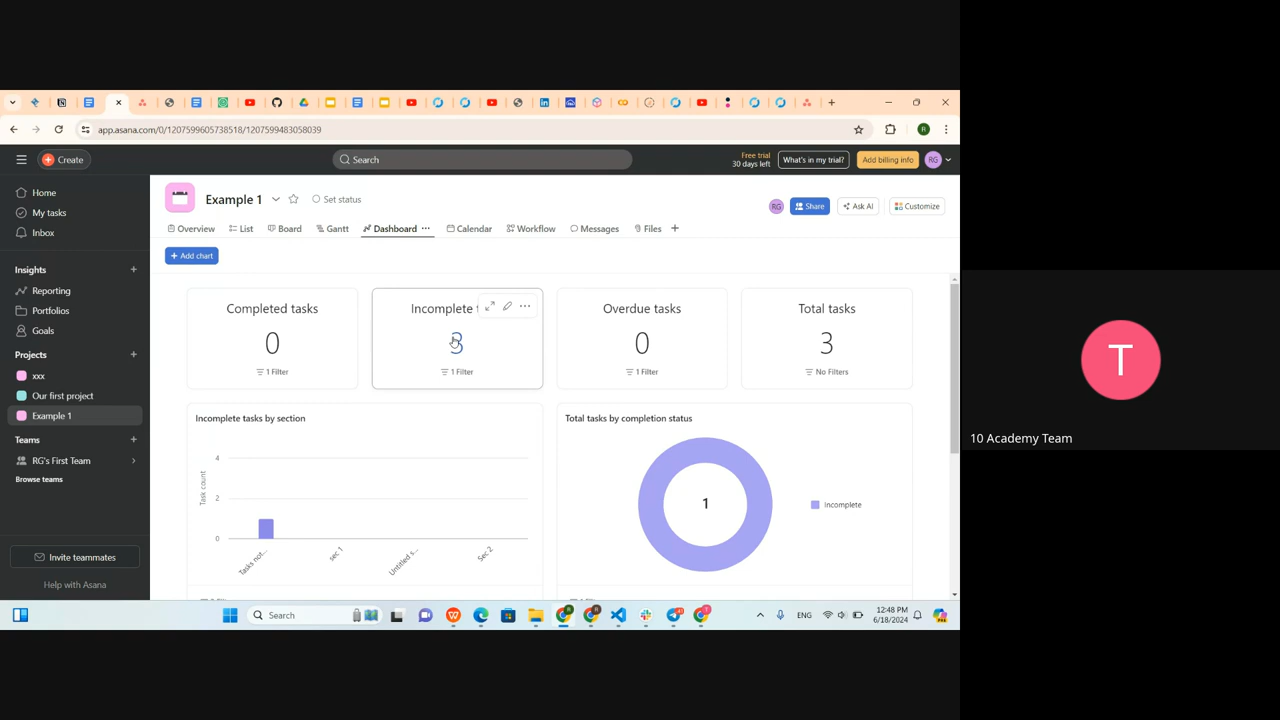 app.asana.com/0/1207599605738518/1207599483058039
Create
Search
Free trial
30 days left
What's in my trial?
Add billing info
RG
Home
My tasks
Inbox
Insights
Reporting
Portfolios
Goals
Projects
xxx
Our first project
Example 1
Teams
RG's First Team
Browse teams
Invite teammates
Help with Asana
Example 1
Set status
RG
Share
Ask AI
Customize
Overview
List
Board
Gantt
Dashboard
Calendar
Workflow
Messages
Files
Add chart
Completed tasks
0
1 Filter
Incomplete
3
1 Filter
Overdue tasks
0
1 Filter
Total tasks
3
No Filters
Incomplete tasks by section
Task count
4
2
0
Tasks not...
sec 1
Untitled s...
Sec 2
Total tasks by completion status
1
Incomplete
Search
ENG
12:48 PM
6/18/2024
T
10 Academy Team